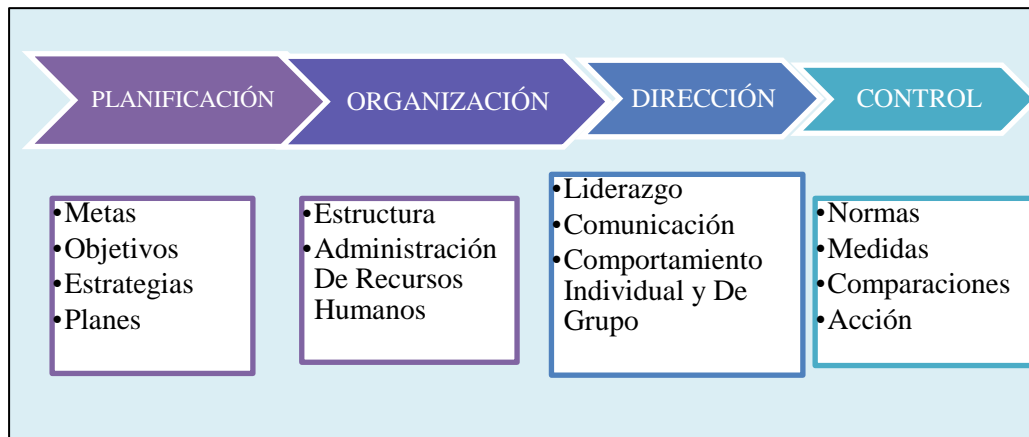 PLANIFICACIÓN
ORGANIZACIÓN
DIRECCIÓN
CONTROL
•Metas
•Objetivos
•Estrategias
•Planes
•Estructura
•Administración
De Recursos
Humanos
•Liderazgo
•Comunicación
•Comportamiento
Individual y De
Grupo
•Normas
•Medidas
•Comparaciones
•Acción